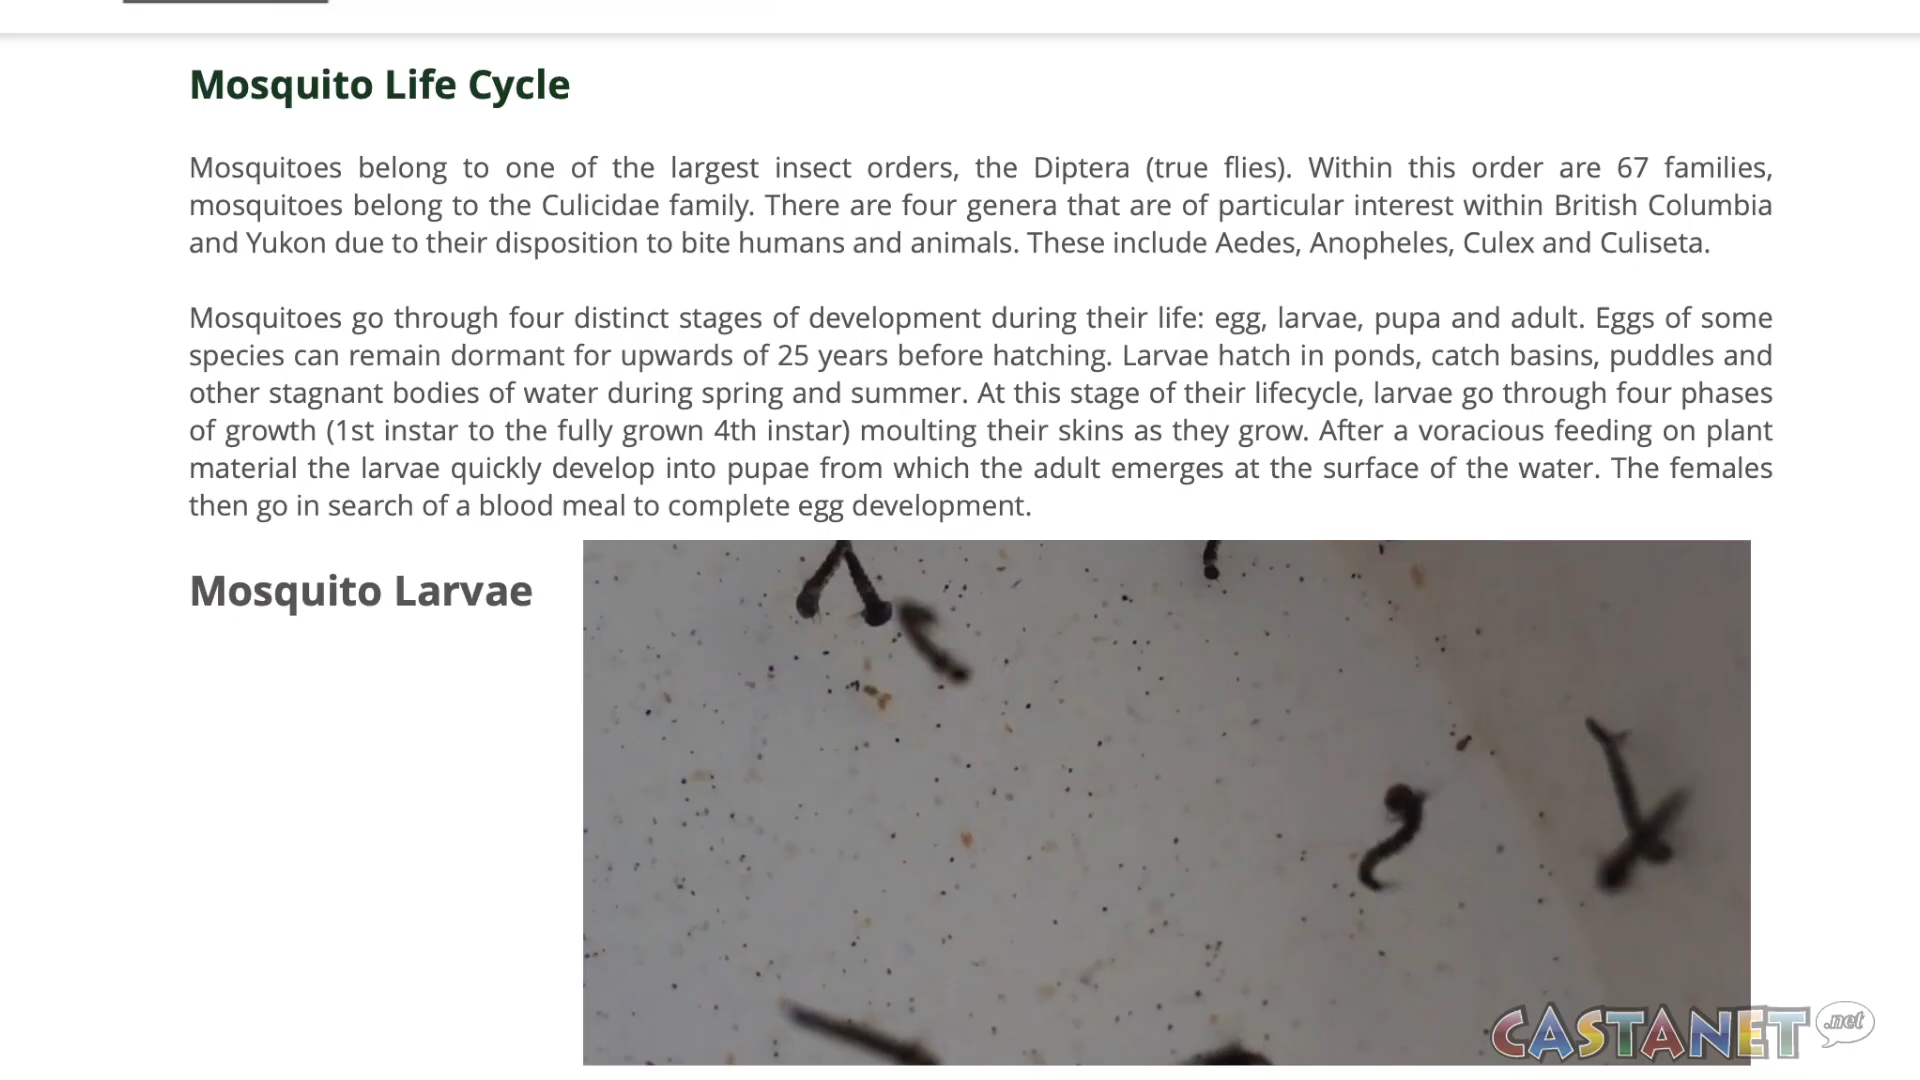 Mosquito Life Cycle
Mosquitoes belong to one of the largest insect orders, the Diptera (true flies). Within this order are 67 families,
mosquitoes belong to the Culicidae family. There are four genera that are of particular interest within British Columbia
and Yukon due to their disposition to bite humans and animals. These include Aedes, Anopheles, Culex and Culiseta.
Mosquitoes go through four distinct stages of development during their life: egg, larvae, pupa and adult. Eggs of some
species can remain dormant for upwards of 25 years before hatching. Larvae hatch in ponds, catch basins, puddles and
other stagnant bodies of water during spring and summer. At this stage of their lifecycle, larvae go through four phases
of growth (1st instar to the fully grown 4th instar) moulting their skins as they grow. After a voracious feeding on plant
material the larvae quickly develop into pupae from which the adult emerges at the surface of the water. The females
then go in search of a blood meal to complete egg development.
Mosquito Larvae
CASTANET .net